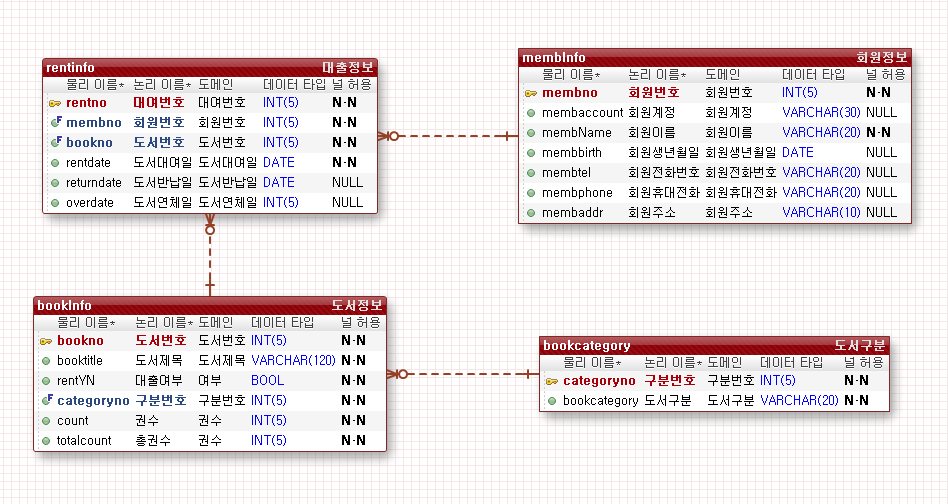 rentinfo 대출정보
물리 이름* 논리 이름* 도메인 데이터 타입 널 허용
rentno 대여번호 대여번호 INT(5) N·N
membno 회원번호 회원번호 INT(5) N·N
bookno 도서번호 도서번호 INT(5) N·N
rentdate 도서대여일 도서대여일 DATE N·N
returndate 도서반납일 도서반납일 DATE NULL
overdate 도서연체일 도서연체일 INT(5) NULL
membInfo 회원정보
물리 이름* 논리 이름* 도메인 데이터 타입 널 허용
membno 회원번호 회원번호 INT(5) N·N
membaccount 회원계정 회원계정 VARCHAR(30) NULL
membName 회원이름 회원이름 VARCHAR(20) N·N
membbirth 회원생년월일 회원생년월일 DATE NULL
membtel 회원전화번호 회원전화번호 VARCHAR(20) NULL
membphone 회원휴대전화 회원휴대전화 VARCHAR(20) NULL
membaddr 회원주소 회원주소 VARCHAR(10) NULL
bookInfo 도서정보
물리 이름* 논리 이름* 도메인 데이터 타입 널 허용
bookno 도서번호 도서번호 INT(5) N·N
booktitle 도서제목 도서제목 VARCHAR(120) N·N
rentYN 대출여부 여부 BOOL N·N
categoryno 구분번호 구분번호 INT(5) N·N
count 권수 권수 INT(5) N·N
totalcount 총권수 권수 INT(5) N·N
bookcategory 도서구분
물리 이름* 논리 이름* 도메인 데이터 타입 널 허용
categoryno 구분번호 구분번호 INT(5) N·N
bookcategory 도서구분 도서구분 VARCHAR(20) N·N